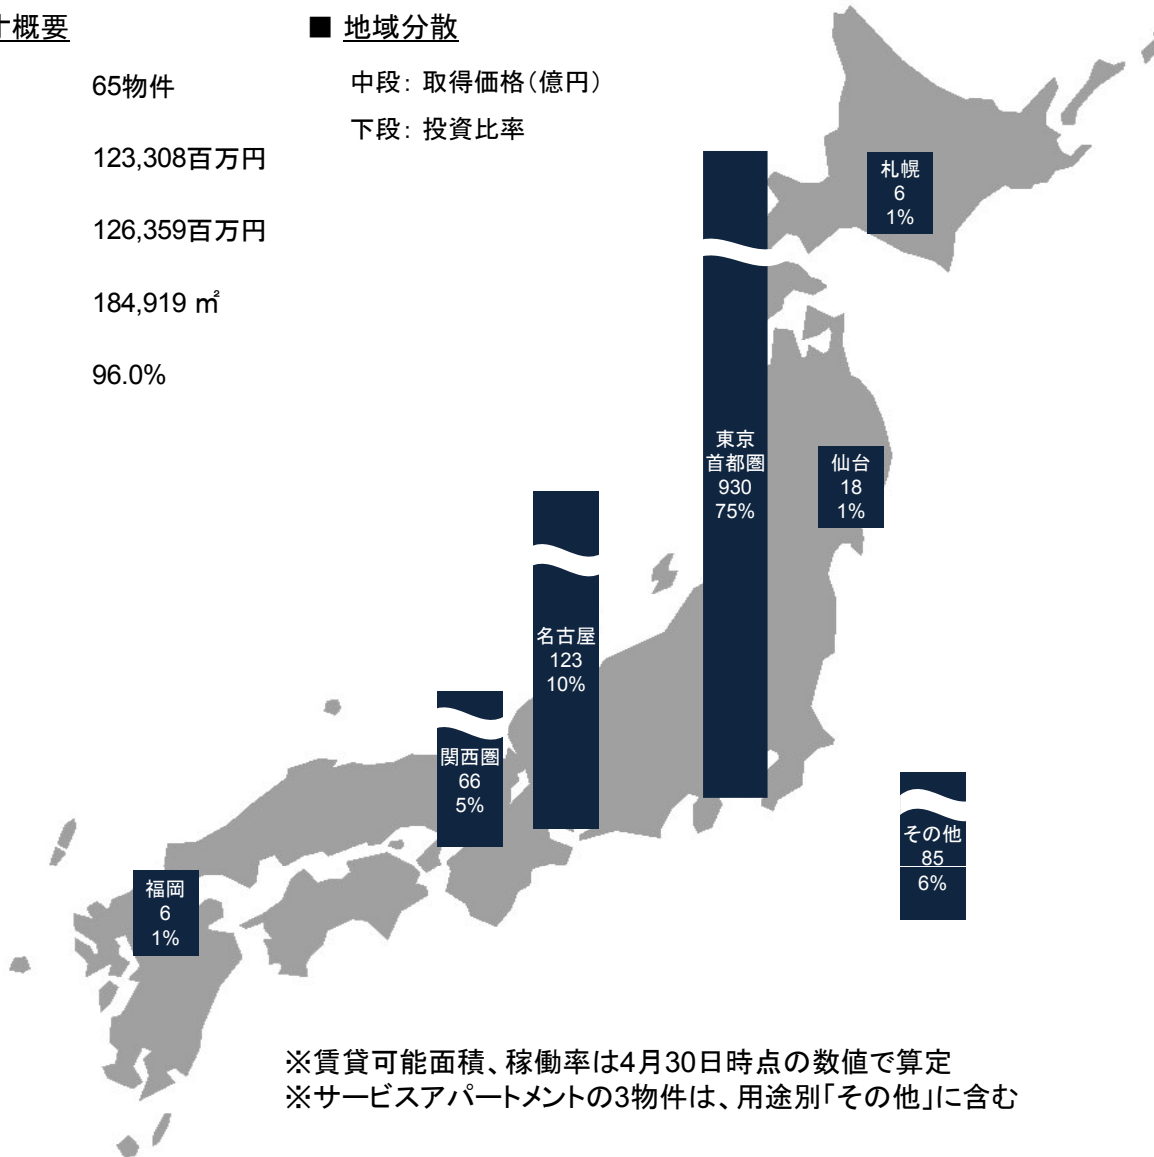 概要
65物件
123,308百万円
126,359百万円
184,919 ㎡
96.0%
■ 地域分散
中段: 取得価格(億円)
下段: 投資比率
札幌
6
1%
東京
首都圏
930
75%
仙台
18
1%
名古屋
123
10%
関西圏
66
5%
その他
85
6%
福岡
6
1%
※賃貸可能面積、稼働率は4月30日時点の数値で算定
※サービスアパートメントの3物件は、用途別「その他」に含む